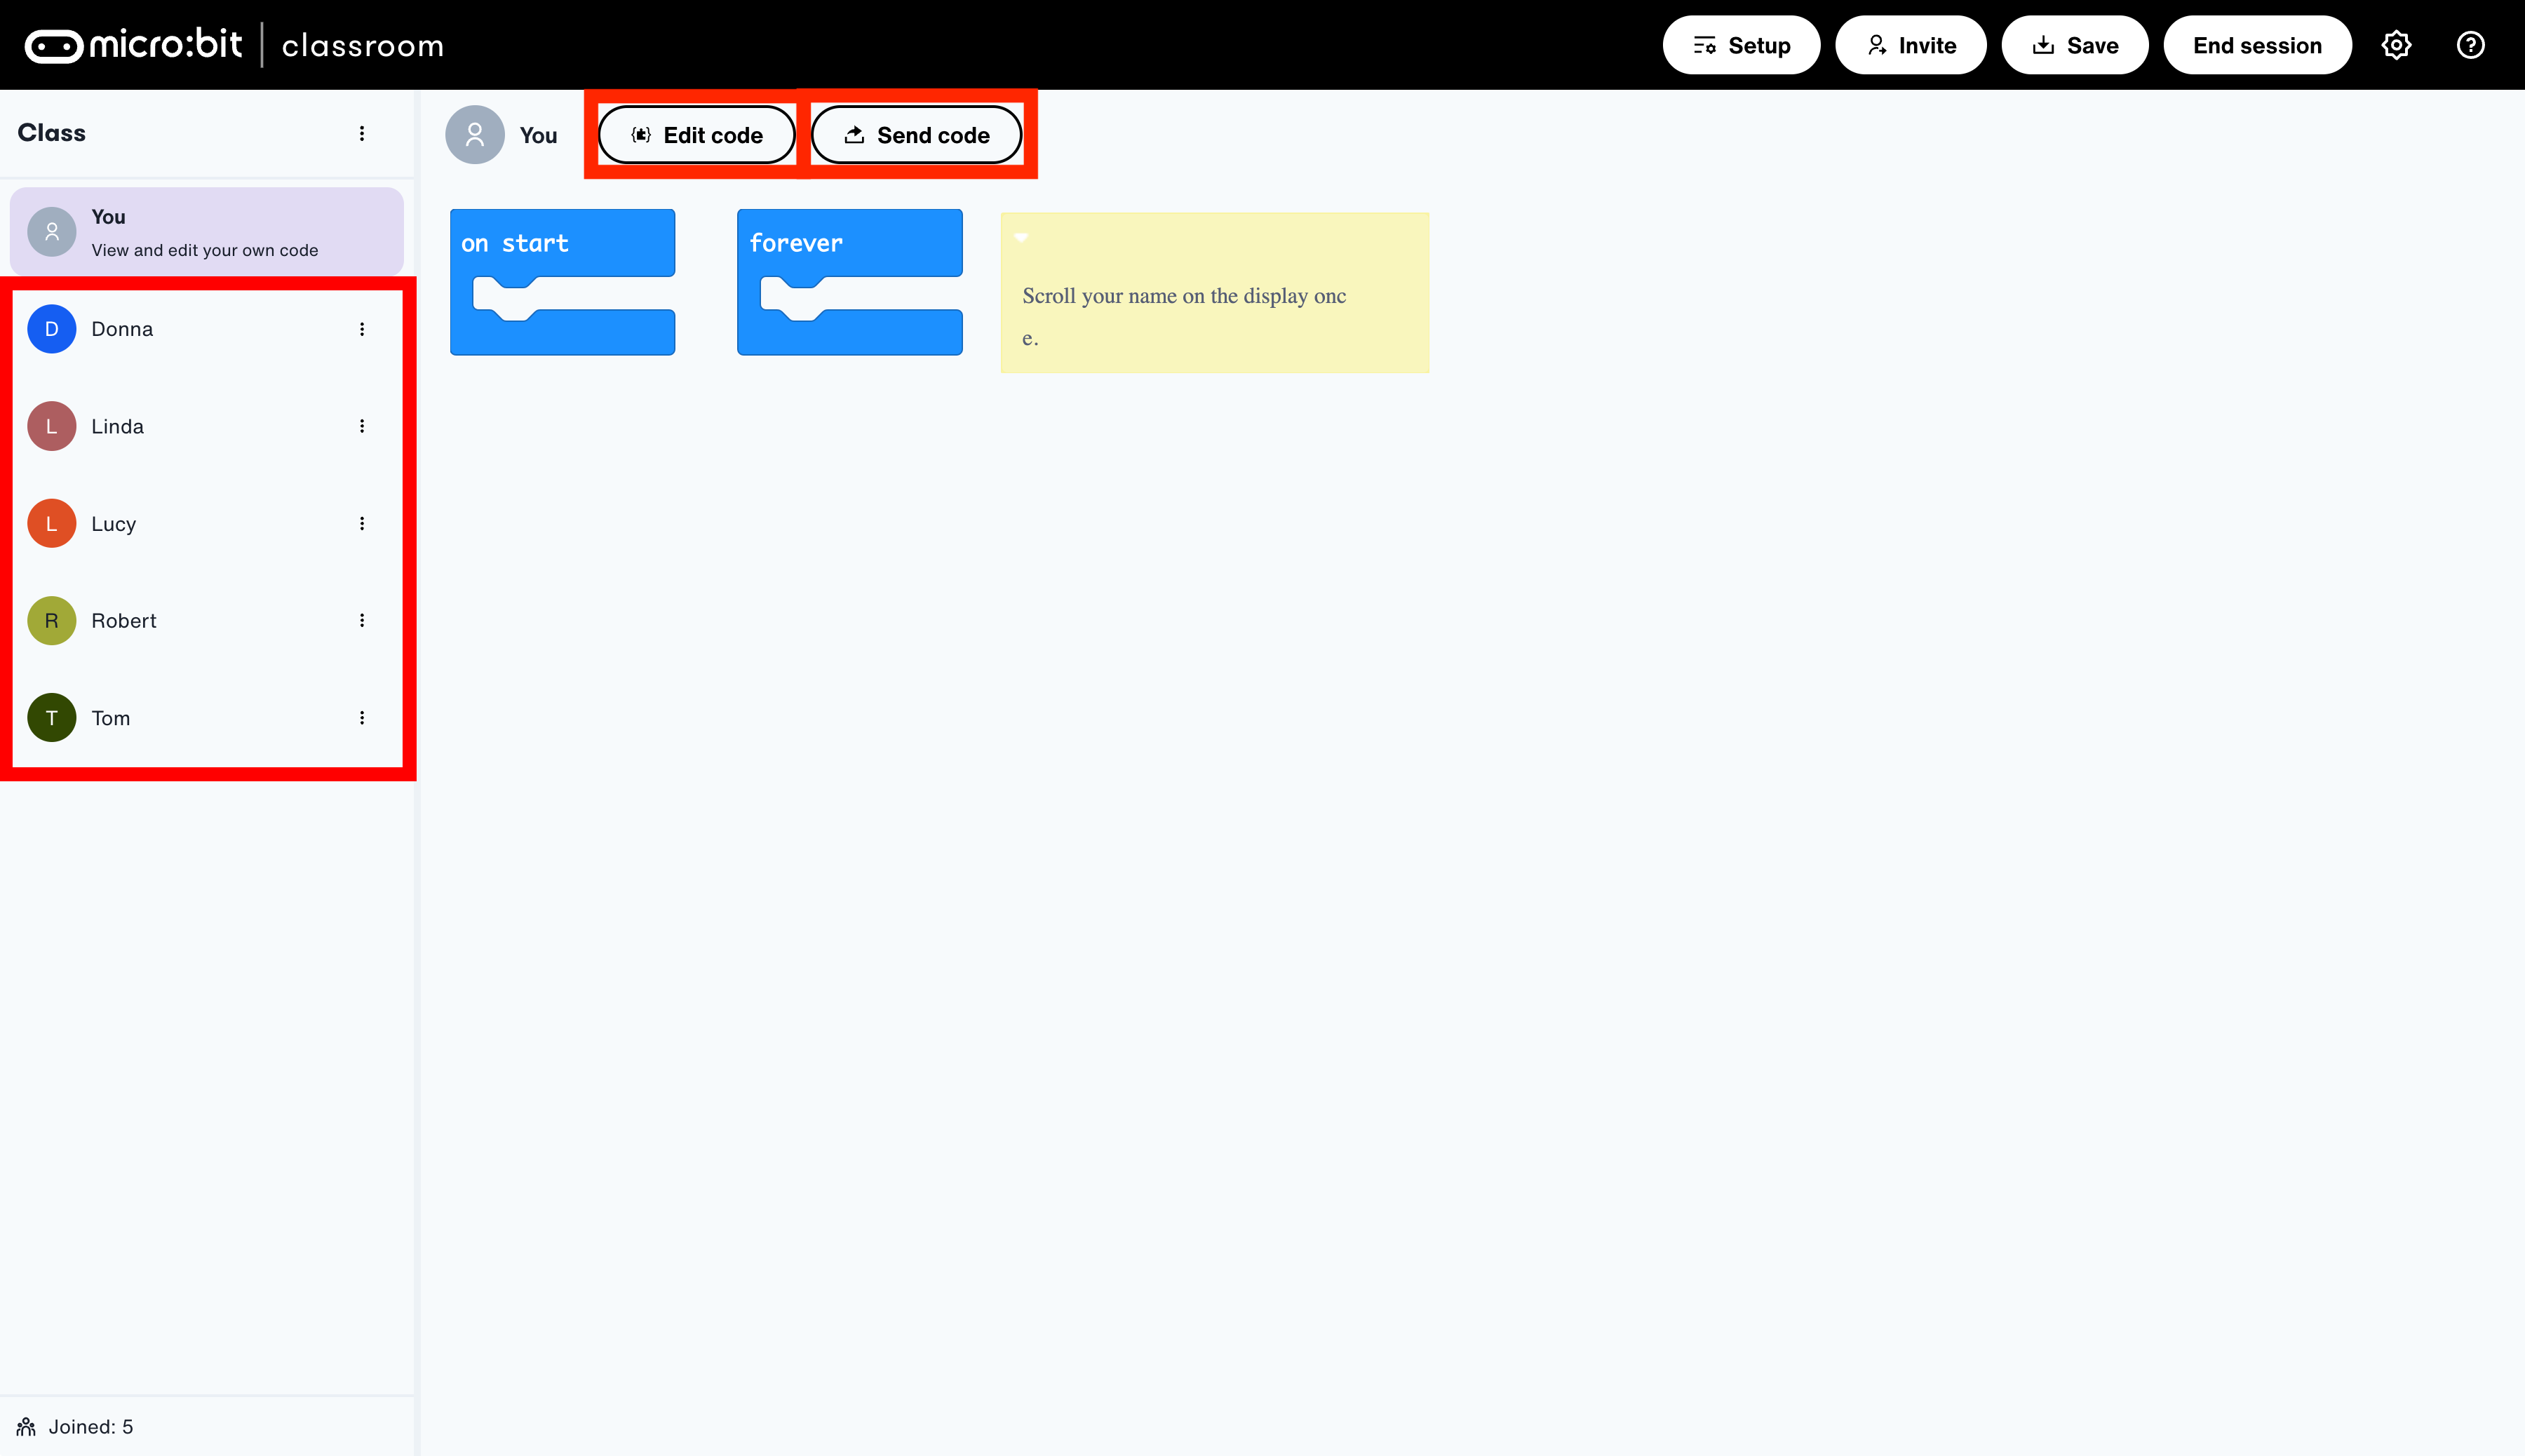 micro:bit classroom
Setup
Invite
Save
End session
Class
You
View and edit your own code
D Donna
L Linda
L Lucy
R Robert
T Tom
Joined: 5
You
Edit code
Send code
on start
forever
Scroll your name on the display onc
e.